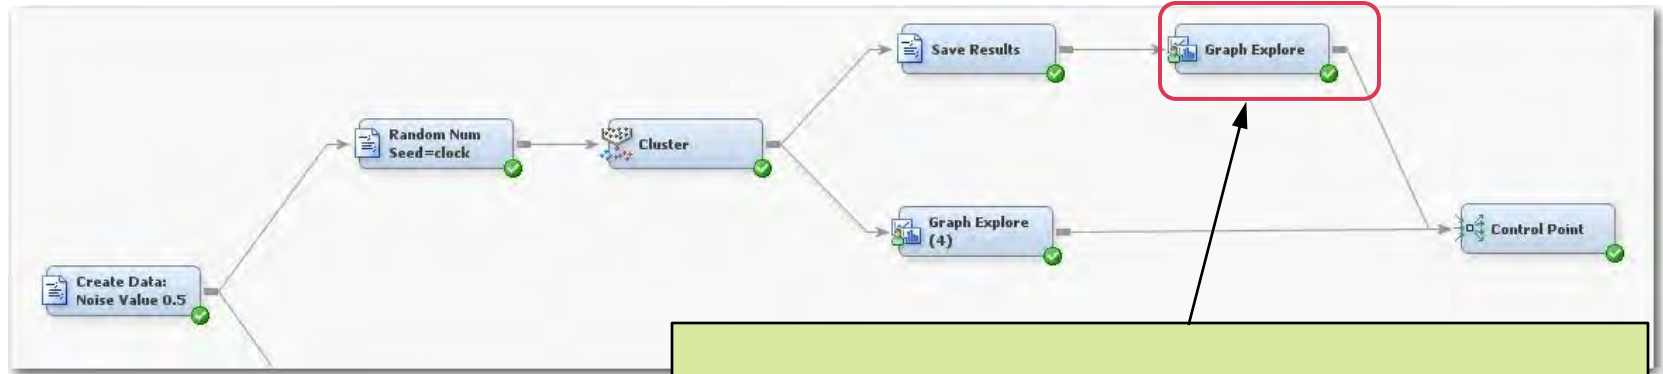 Save Results
Graph Explore
Random Num
Seed=clock
Cluster
Graph Explore
(4)
Control Point
Create Data:
Noise Value 0.5